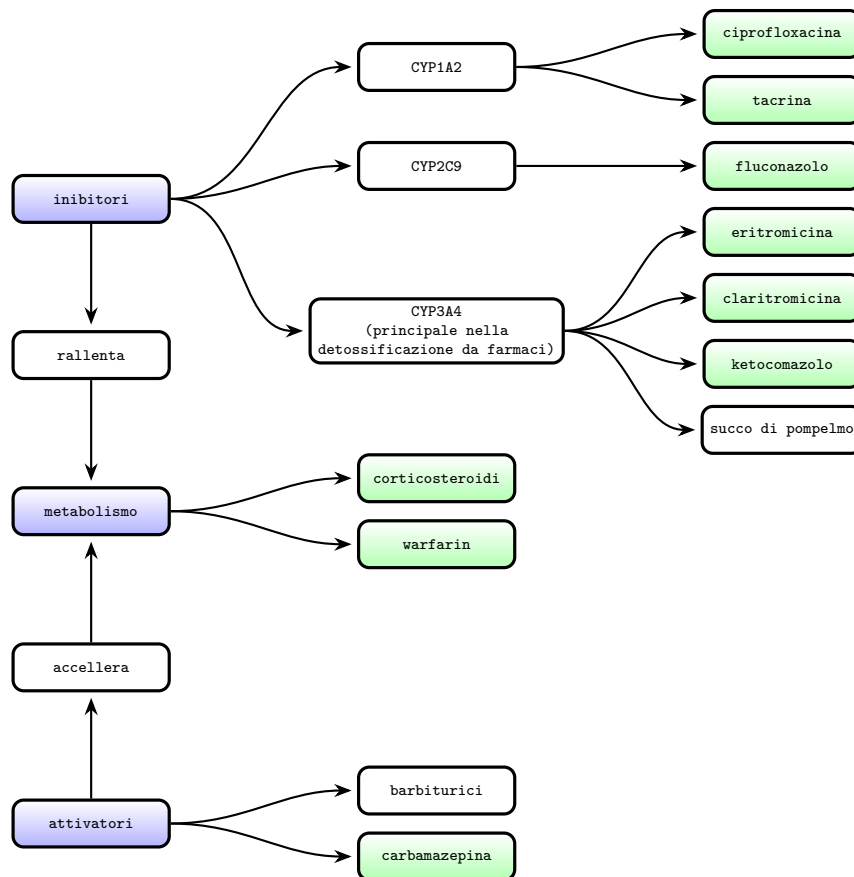 ciprofloxacina
CYP1A2
tacrina
CYP2C9
fluconazolo
inibitori
eritromicina
claritromicina
CYP3A4
(principale nella
detossificazione da farmaci)
rallenta
ketocomazolo
succo di pompelmo
corticosteroidi
metabolismo
warfarin
accellera
barbiturici
attivatori
carbamazepina